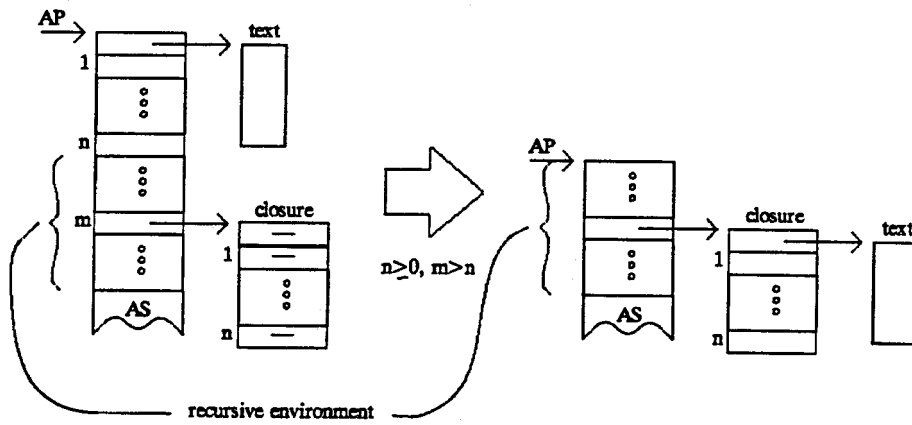 AP
text
1
n
m
AS
closure
1
n
n≥0, m>n
AP
closure
text
1
n
AS
recursive environment